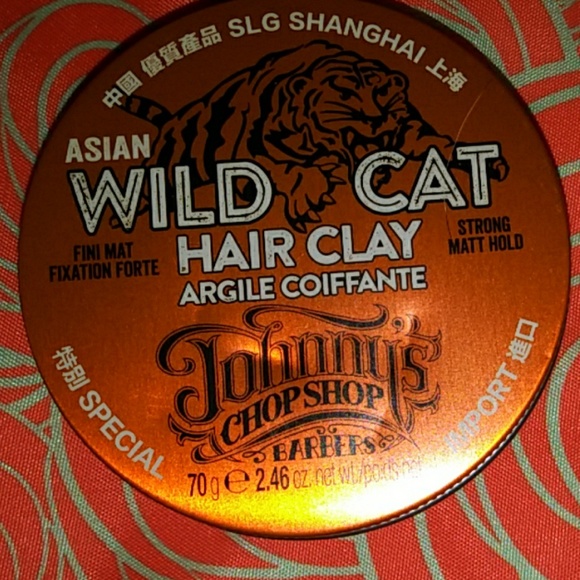 中國 優質產品 SLG SHANGHAI 上海
ASIAN
WILD CAT
FINI MAT
FIXATION FORTE
HAIR CLAY
ARGILE COIFFANTE
STRONG
MATT HOLD
Johnny's
CHOP SHOP
BARBERS
特別 SPECIAL
IMPORT 進口
70 g e 2.46 oz. net wt./poids net